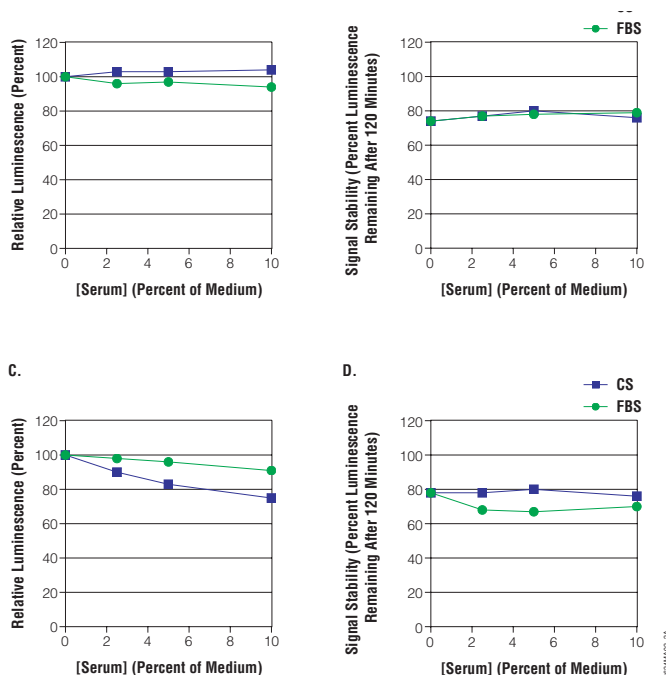 FBS
120
100
80
60
40
20
0
Relative Luminescence (Percent)
0 2 4 6 8 10
[Serum] (Percent of Medium)
120
100
80
60
40
20
0
Signal Stability (Percent Luminescence
Remaining After 120 Minutes)
0 2 4 6 8 10
[Serum] (Percent of Medium)
C.
120
100
80
60
40
20
0
Relative Luminescence (Percent)
0 2 4 6 8 10
[Serum] (Percent of Medium)
D.
CS
FBS
120
100
80
60
40
20
0
Signal Stability (Percent Luminescence
Remaining After 120 Minutes)
0 2 4 6 8 10
[Serum] (Percent of Medium)